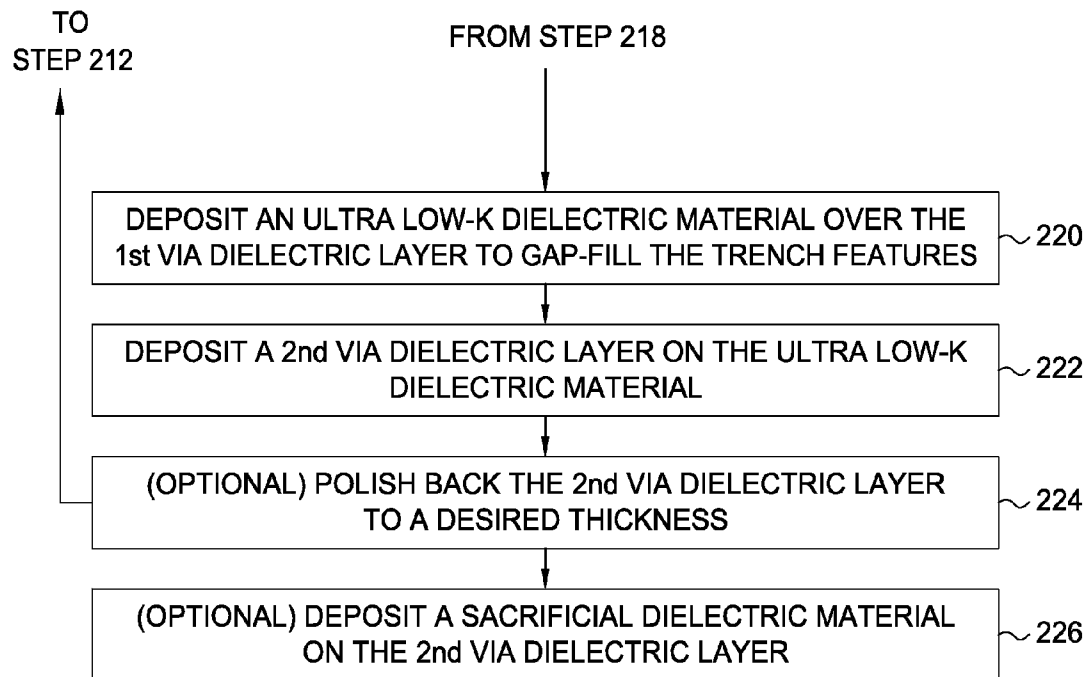 TO
STEP 212
FROM STEP 218
DEPOSIT AN ULTRA LOW-K DIELECTRIC MATERIAL OVER THE
1st VIA DIELECTRIC LAYER TO GAP-FILL THE TRENCH FEATURES
220
DEPOSIT A 2nd VIA DIELECTRIC LAYER ON THE ULTRA LOW-K
DIELECTRIC MATERIAL
222
(OPTIONAL) POLISH BACK THE 2nd VIA DIELECTRIC LAYER
TO A DESIRED THICKNESS
224
(OPTIONAL) DEPOSIT A SACRIFICIAL DIELECTRIC MATERIAL
ON THE 2nd VIA DIELECTRIC LAYER
226